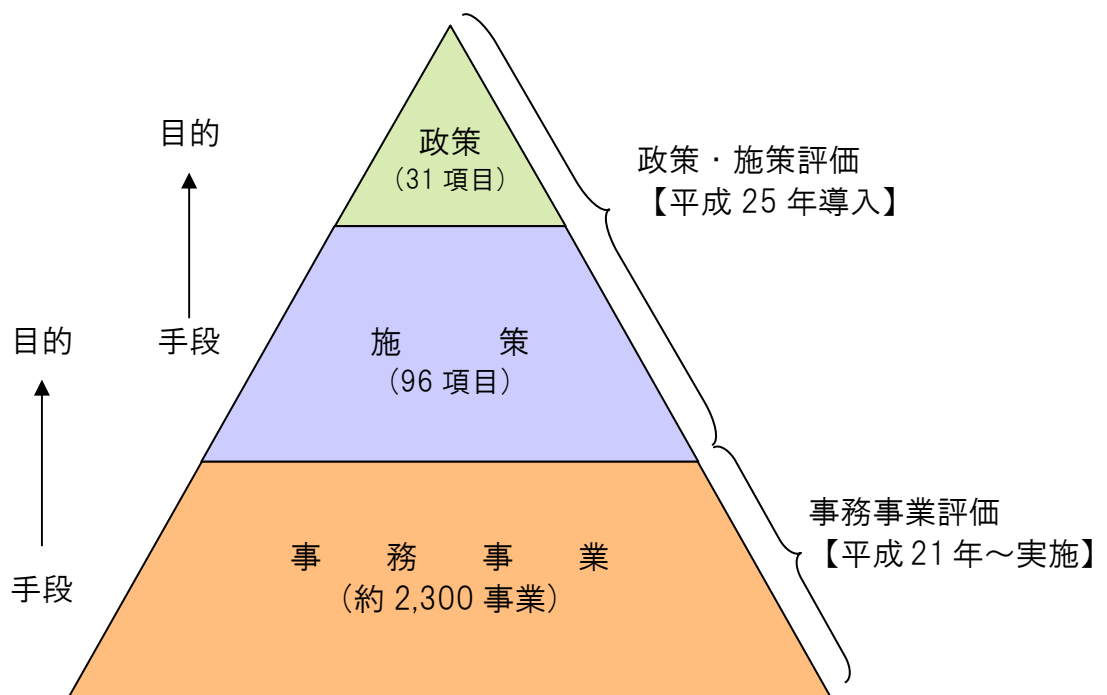 目的
政策
（31 項目）
政策・施策評価
【平成 25 年導入】
目的
手段
施　　　策
（96 項目）
事務事業評価
【平成 21 年～実施】
事　務　事　業
（約 2,300 事業）
手段